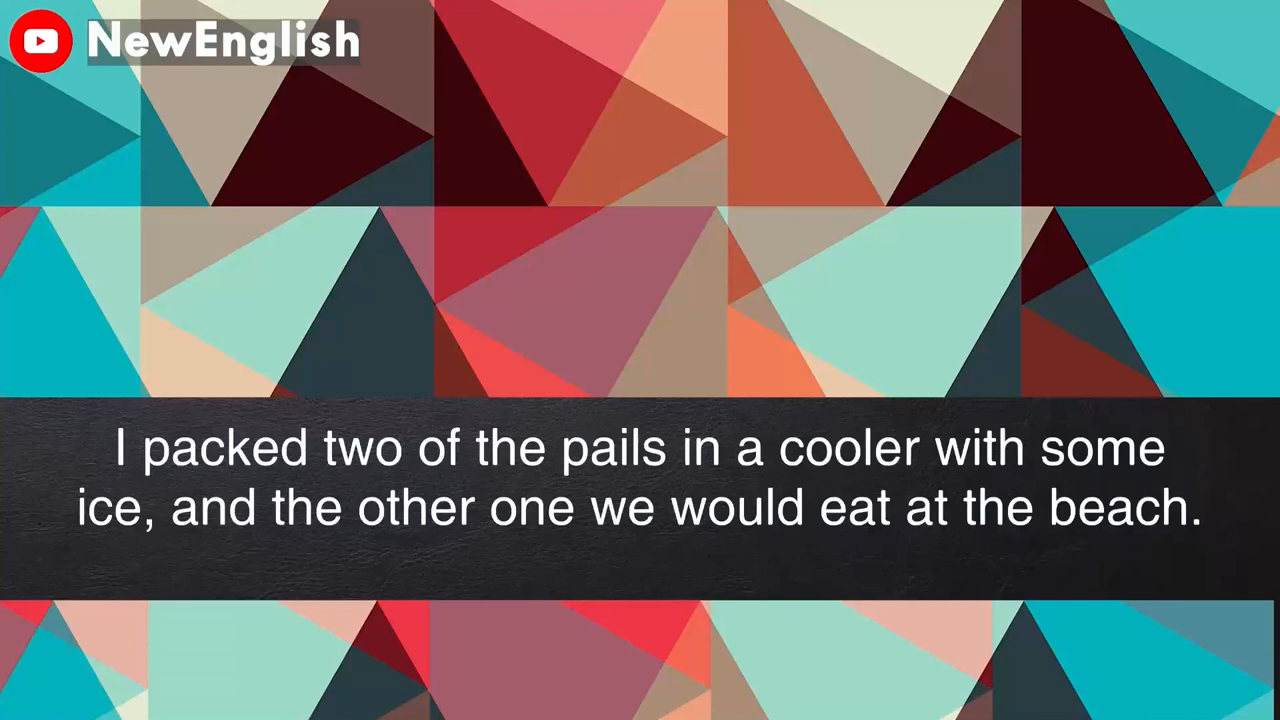 NewEnglish
I packed two of the pails in a cooler with some
ice, and the other one we would eat at the beach.